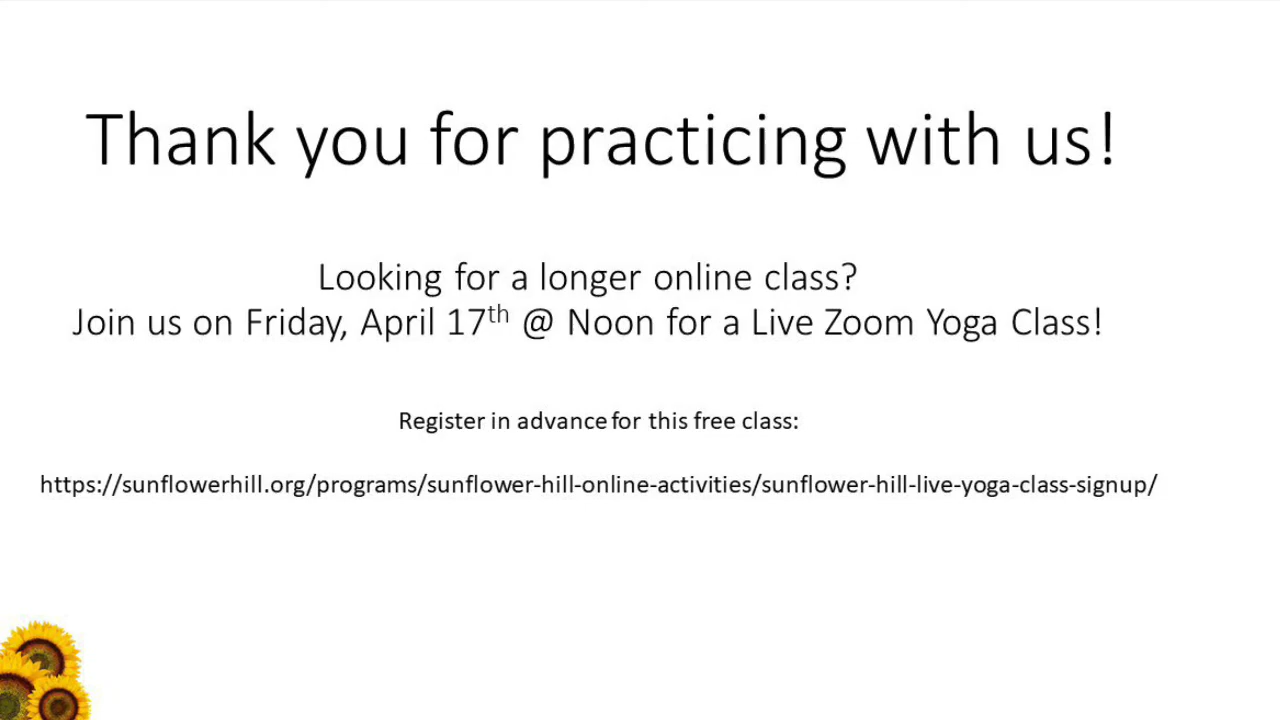 Thank you for practicing with us!
Looking for a longer online class?
Join us on Friday, April 17th @ Noon for a Live Zoom Yoga Class!
Register in advance for this free class:
https://sunflowerhill.org/programs/sunflower-hill-online-activities/sunflower-hill-live-yoga-class-signup/